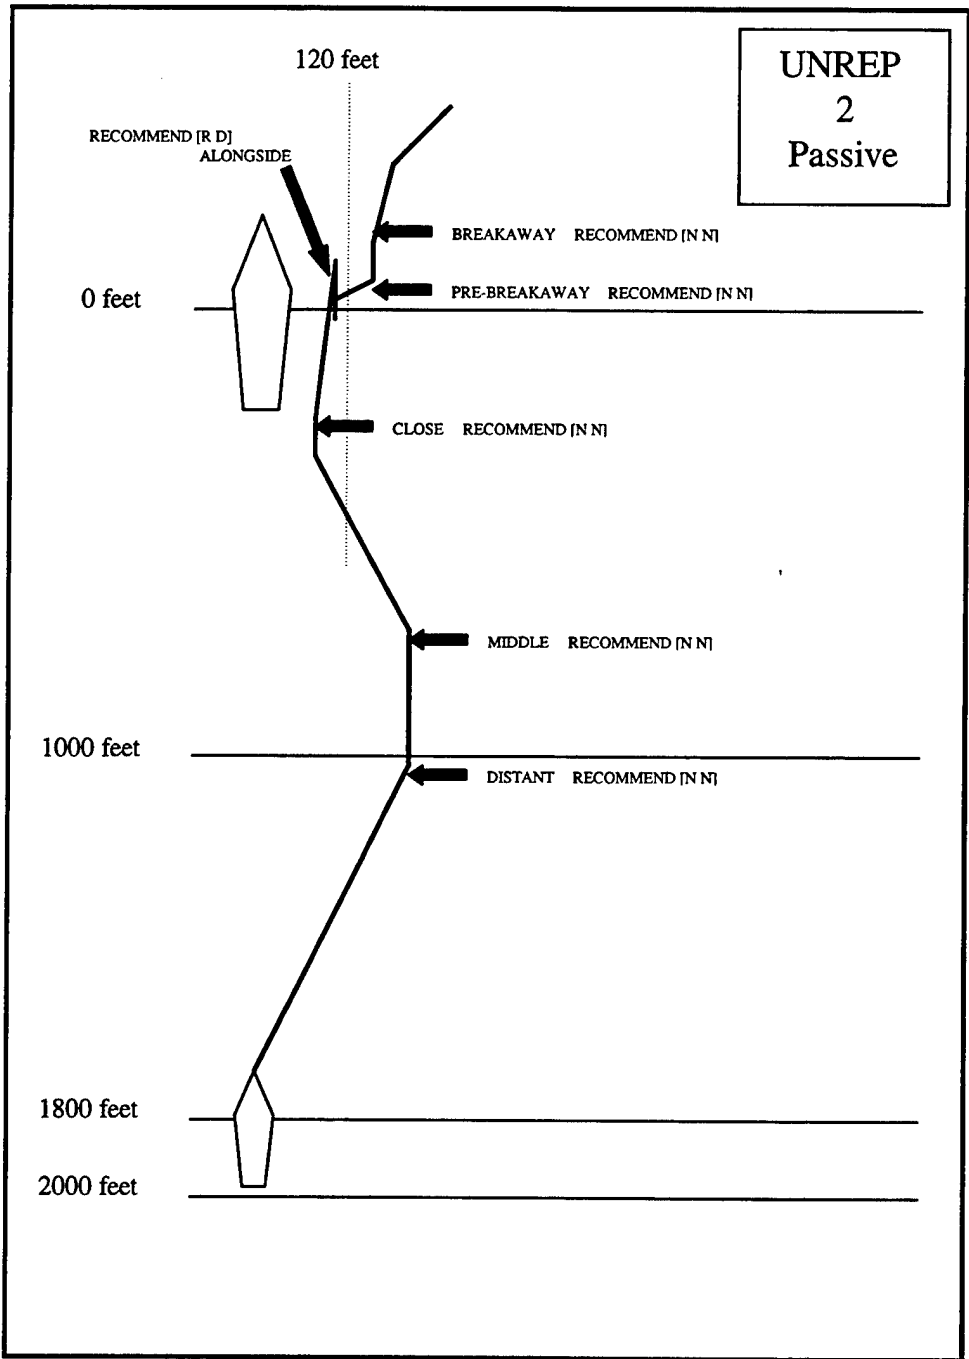 120 feet
UNREP
2
Passive
RECOMMEND [R D]
ALONGSIDE
BREAKAWAY RECOMMEND [N N]
0 feet
PRE-BREAKAWAY RECOMMEND [N N]
CLOSE RECOMMEND [N N]
MIDDLE RECOMMEND [N N]
1000 feet
DISTANT RECOMMEND [N N]
1800 feet
2000 feet